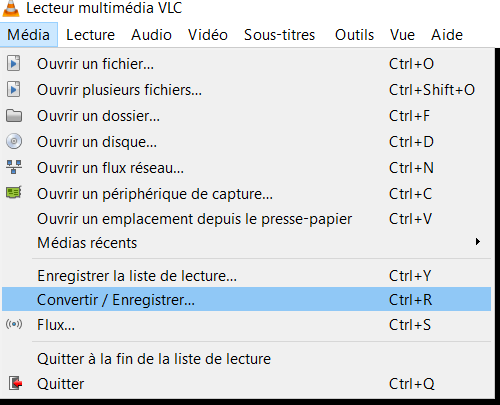 Lecteur multimédia VLC
Média Lecture Audio Vidéo Sous-titres Outils Vue Aide
Ouvrir un fichier... Ctrl+O
Ouvrir plusieurs fichiers... Ctrl+Shift+O
Ouvrir un dossier... Ctrl+F
Ouvrir un disque... Ctrl+D
Ouvrir un flux réseau... Ctrl+N
Ouvrir un périphérique de capture... Ctrl+C
Ouvrir un emplacement depuis le presse-papier Ctrl+V
Médias récents
Enregistrer la liste de lecture... Ctrl+Y
Convertir / Enregistrer... Ctrl+R
Flux... Ctrl+S
Quitter à la fin de la liste de lecture
Quitter Ctrl+Q